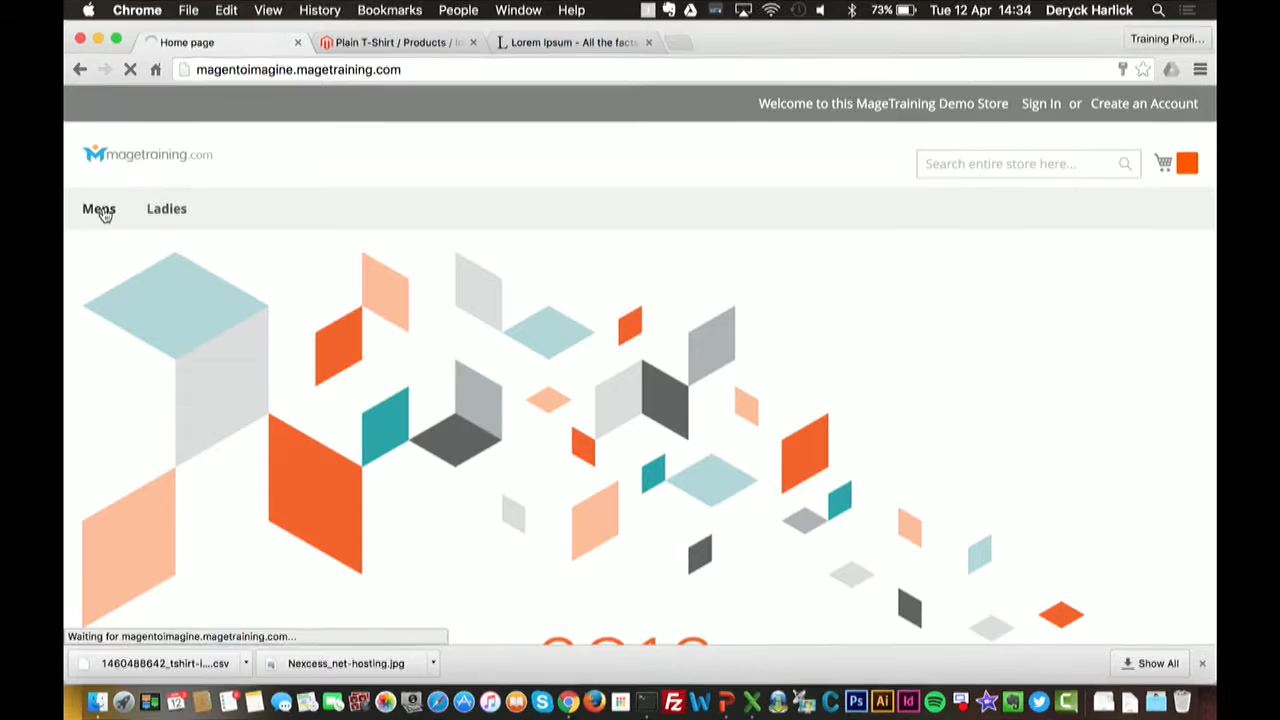 Chrome File Edit View History Bookmarks People Window Help 73% Tue 12 Apr 14:34 Deryck Harlick
Home page Plain T-Shirt / Products / Lorem Ipsum - All the facts Training Profi...
magentoimagine.magetraining.com
Welcome to this MageTraining Demo Store Sign In or Create an Account
magetraining.com
Search entire store here...
Mens Ladies
Waiting for magentoimagine.magetraining.com...
1460488642_tshirt-i....csv Nexcess_net-hosting.jpg Show All